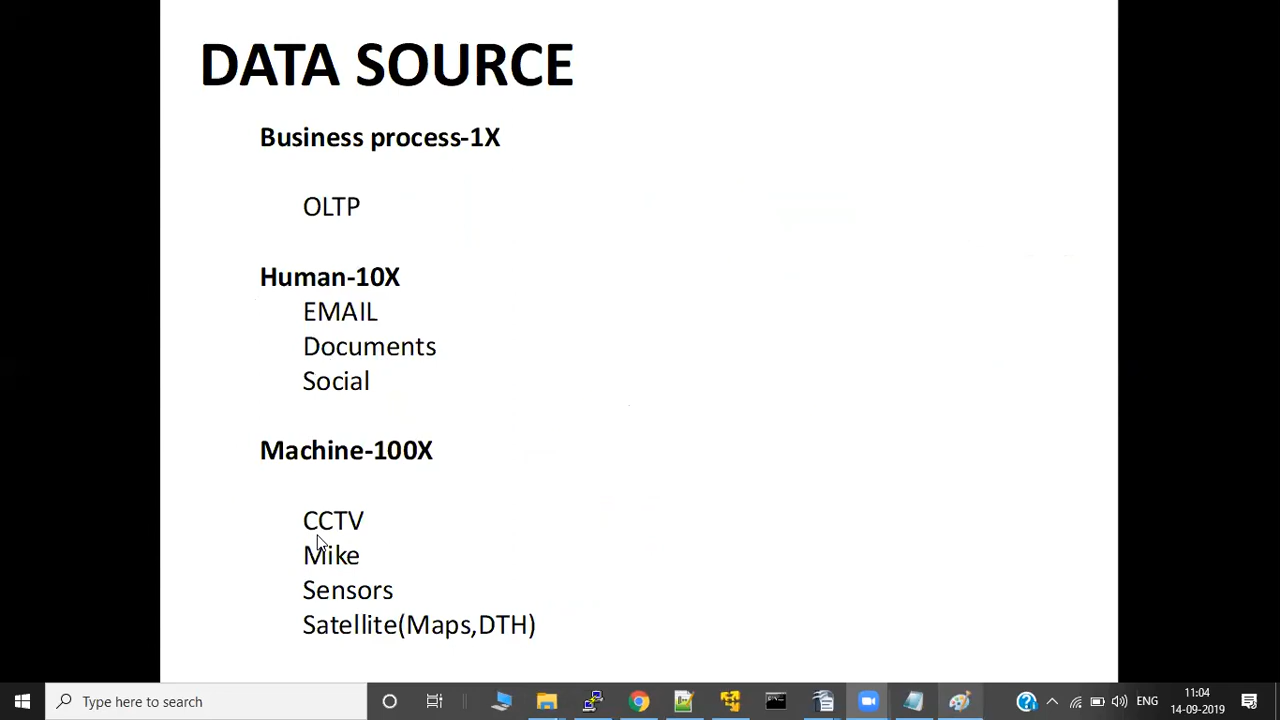 DATA SOURCE
Business process-1X
OLTP
Human-10X
EMAIL
Documents
Social
Machine-100X
CCTV
Mike
Sensors
Satellite(Maps,DTH)
Type here to search
ENG
11:04
14-09-2019